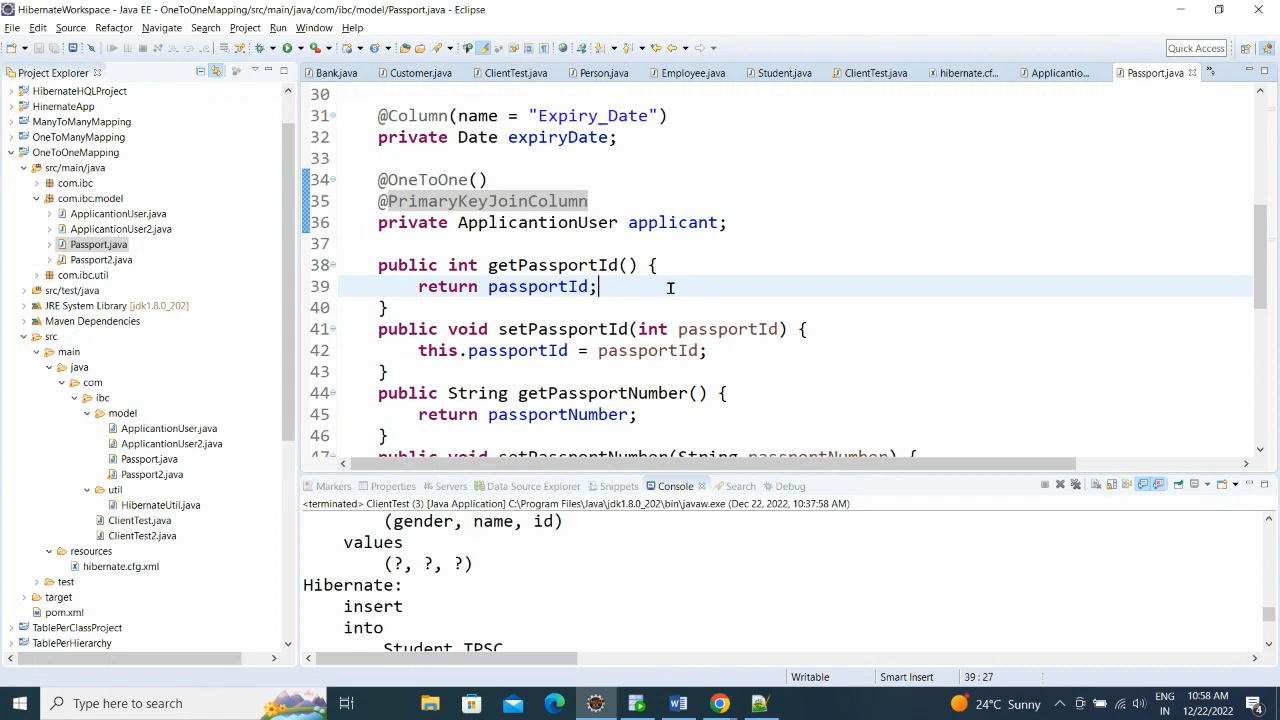 HibernateWorkspace - Java EE - OneToOneMapping/src/main/java/com/ibc/model/Passport.java - Eclipse
File Edit Source Refactor Navigate Search Project Run Window Help
Quick Access
Project Explorer
HibernateHQLProject
HinernateApp
ManyToManyMapping
OneToManyMapping
OneToOneMapping
src/main/java
com.ibc
com.ibc.model
ApplicantionUser.java
ApplicantionUser2.java
Passport.java
Passport2.java
com.ibc.util
src/test/java
JRE System Library [jdk1.8.0_202]
Maven Dependencies
src
main
java
com
ibc
model
ApplicantionUser.java
ApplicantionUser2.java
Passport.java
Passport2.java
util
HibernateUtil.java
ClientTest.java
ClientTest2.java
resources
hibernate.cfg.xml
test
target
pom.xml
TablePerClassProject
TablePerHierarchy
Bank.java Customer.java ClientTest.java Person.java Employee.java Student.java ClientTest.java hibernate.cf... Applicantio... Passport.java
30
31 @Column(name = "Expiry_Date")
32 private Date expiryDate;
33
34 @OneToOne()
35 @PrimaryKeyJoinColumn
36 private ApplicantionUser applicant;
37
38 public int getPassportId() {
39 return passportId;
40 }
41 public void setPassportId(int passportId) {
42 this.passportId = passportId;
43 }
44 public String getPassportNumber() {
45 return passportNumber;
46 }
47 public void setPassportNumber(String passportNumber) {
Markers Properties Servers Data Source Explorer Snippets Console Search Debug
<terminated> ClientTest (3) [Java Application] C:\Program Files\Java\jdk1.8.0_202\bin\javaw.exe (Dec 22, 2022, 10:37:58 AM)
(gender, name, id)
values
(?, ?, ?)
Hibernate:
insert
into
Student_TPSC
Writable Smart Insert 39 : 27
Type here to search
24°C Sunny
ENG
IN
10:58 AM
12/22/2022
4